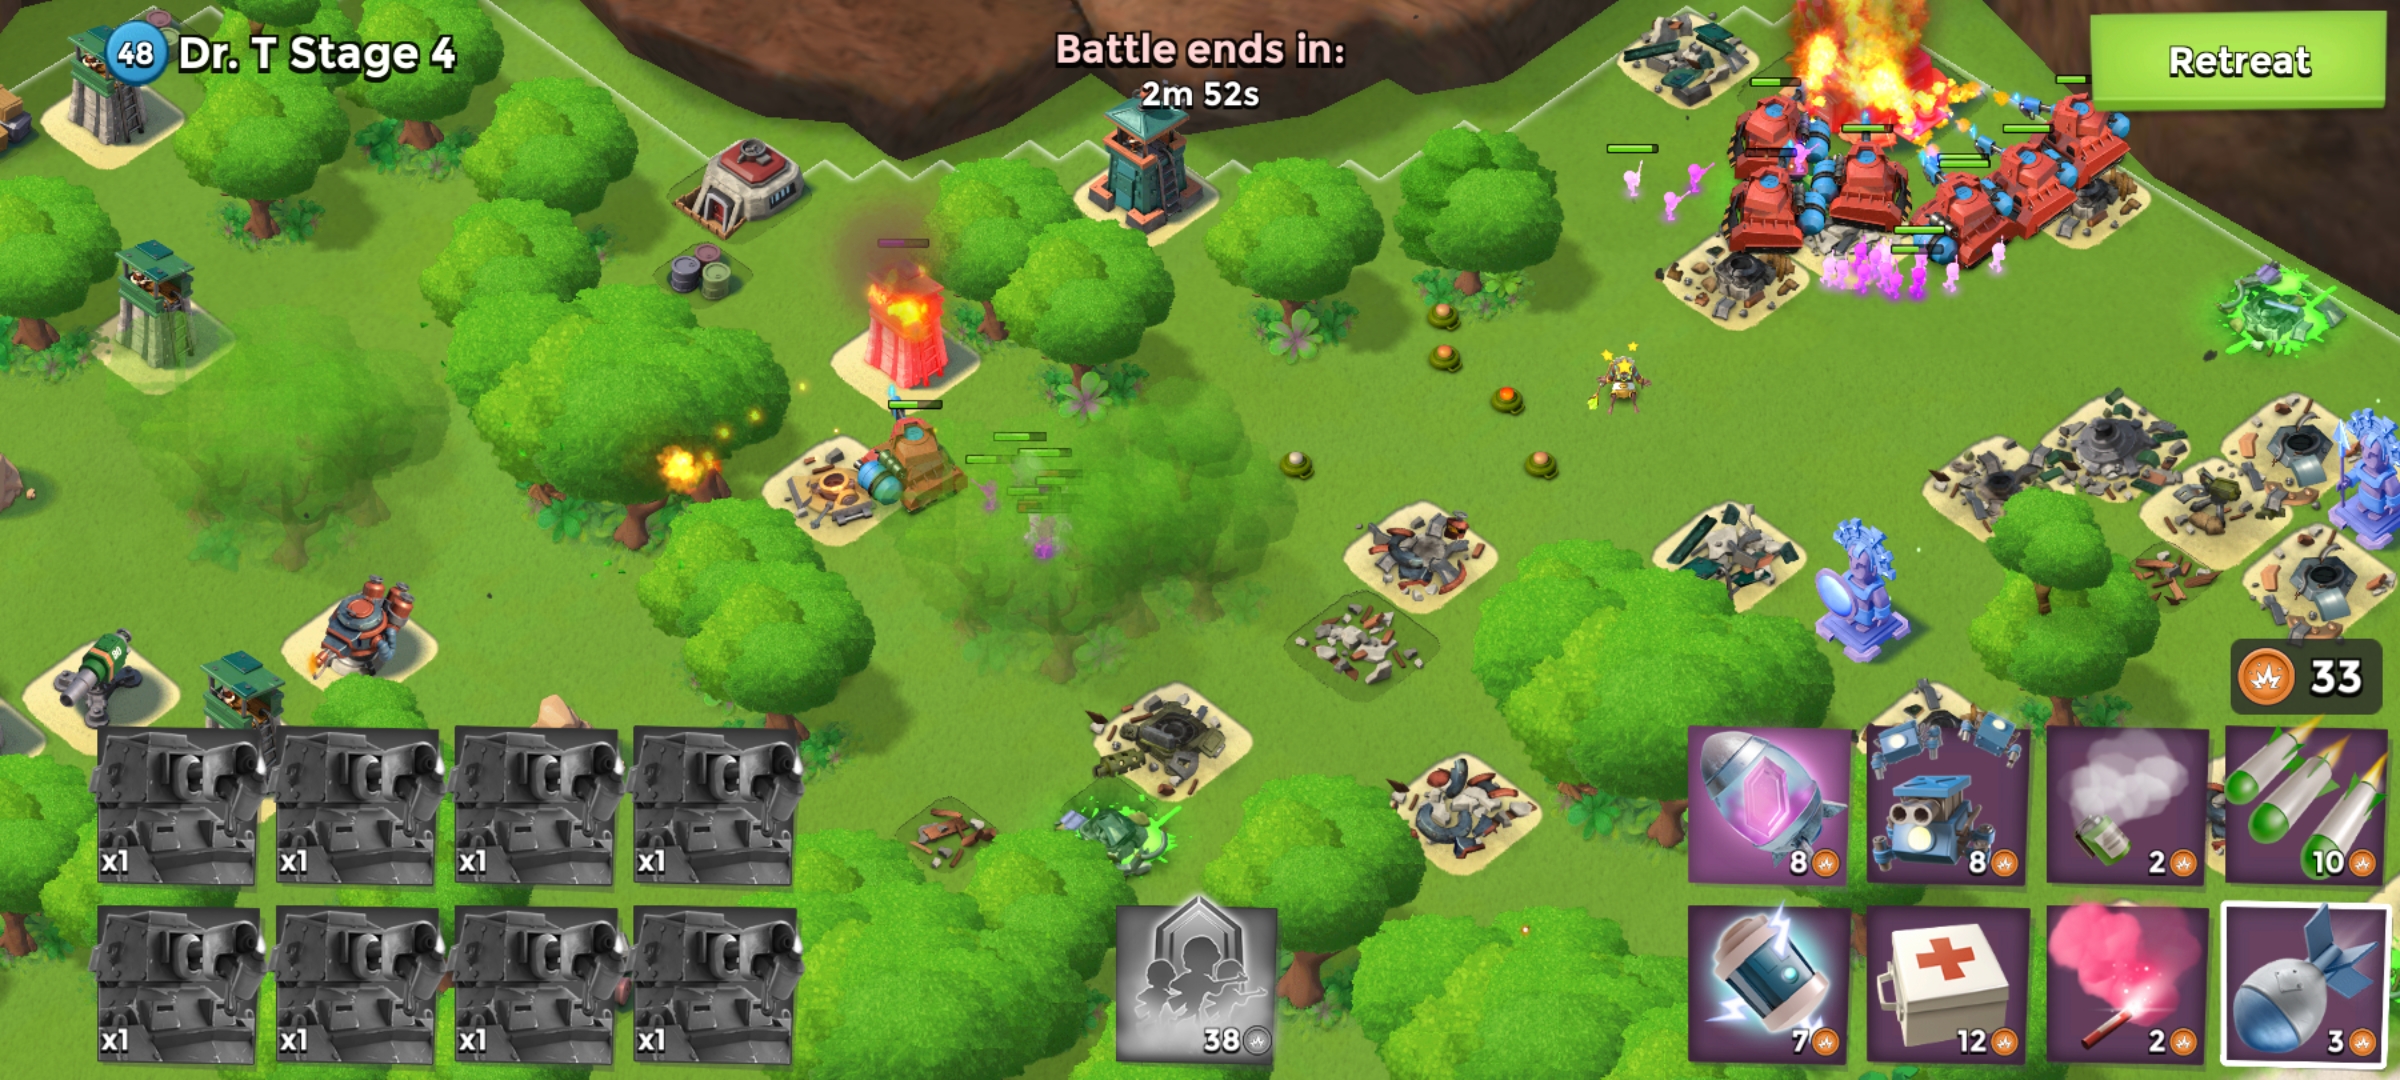 48 Dr. T Stage 4
Battle ends in:
2m 52s
Retreat
80
33
x1 x1 x1 x1
8 8 2 10
x1 x1 x1 x1
38
7 12 2 3